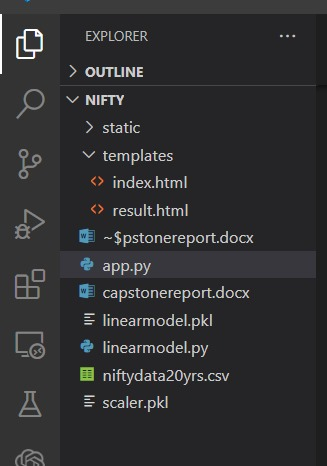 EXPLORER
OUTLINE
NIFTY
static
templates
index.html
result.html
~$pstonereport.docx
app.py
capstonereport.docx
linearmodel.pkl
linearmodel.py
niftydata20yrs.csv
scaler.pkl